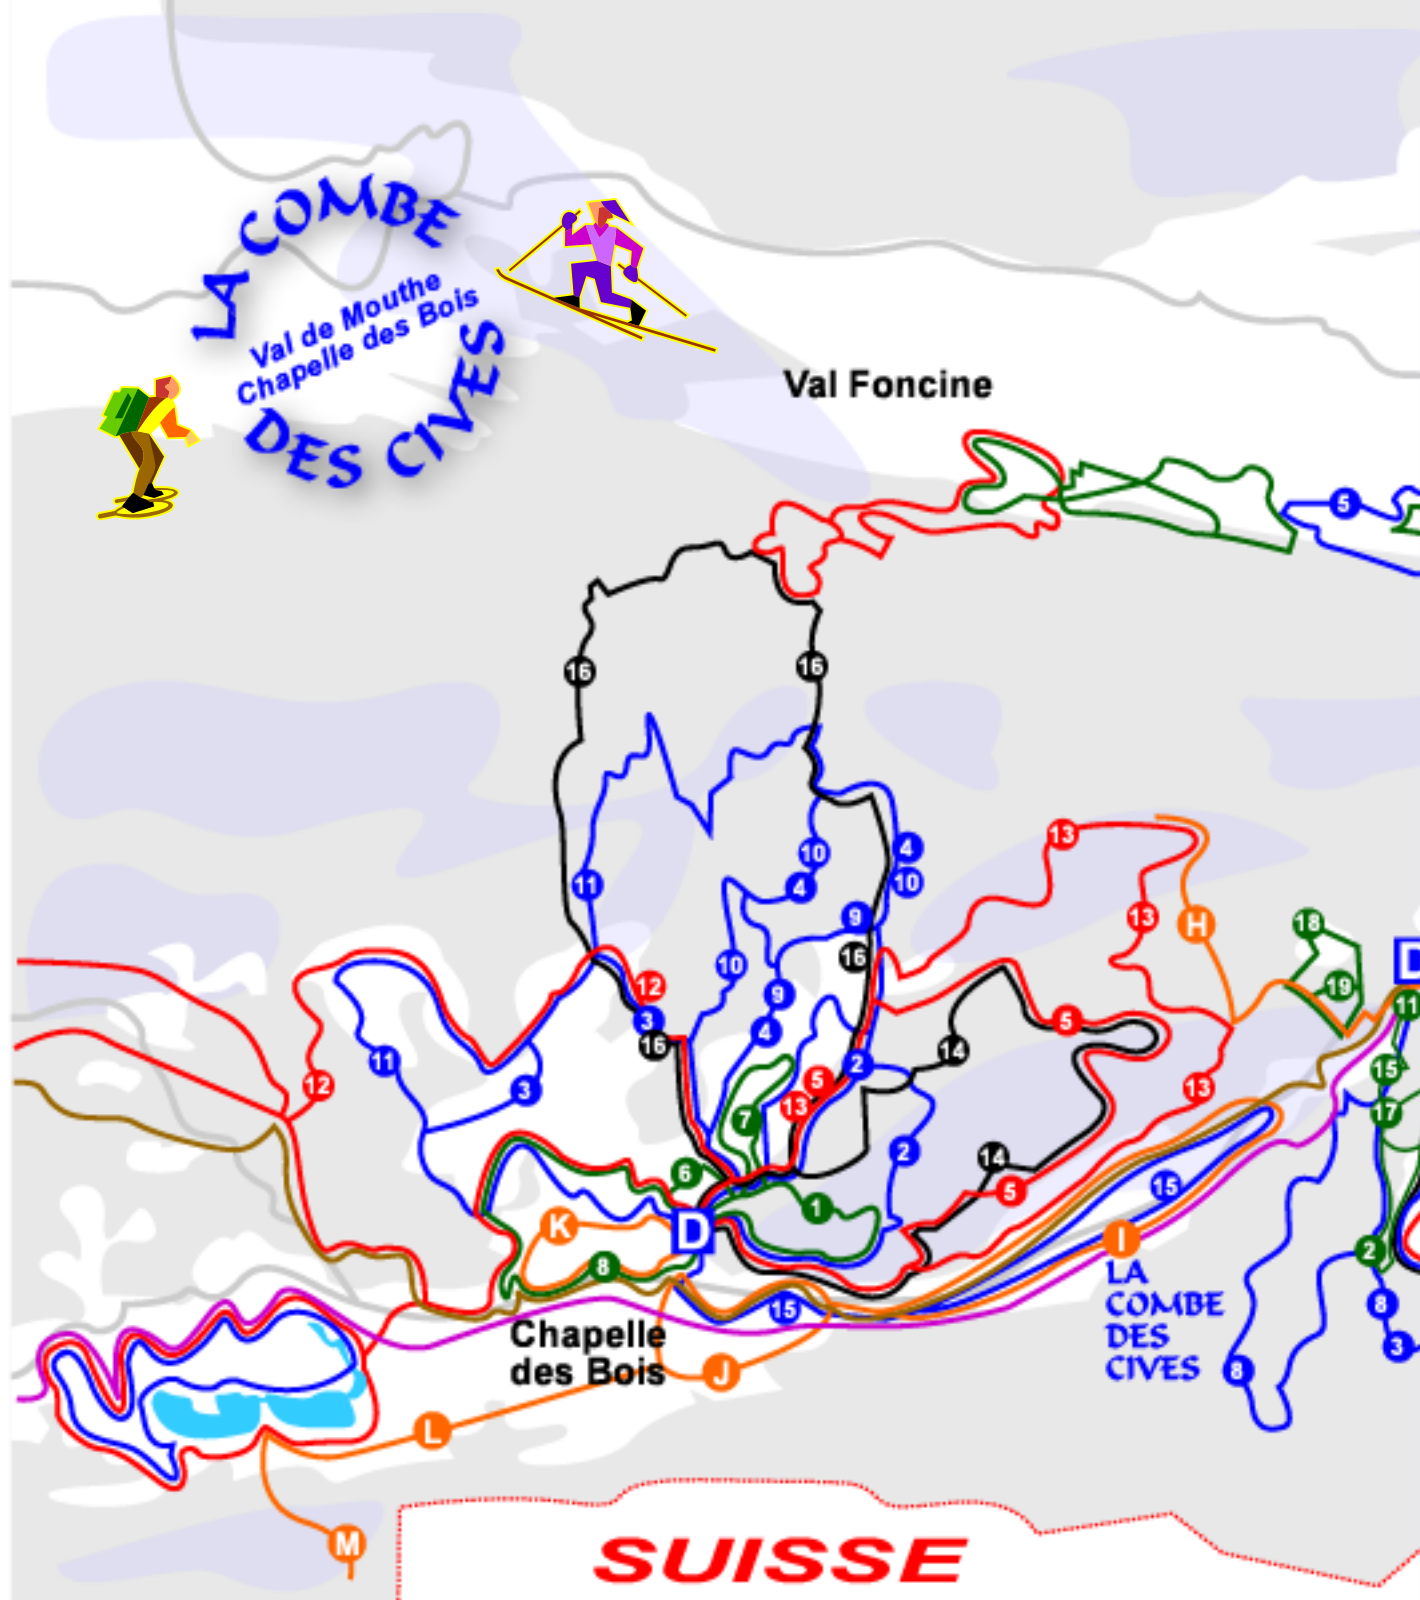 LA COMBE
Val de Mouthe
Chapelle des Bois
DES CIVES
Val Foncine
5
16
16
13
4
10
4
10
11
9
13
H
18
16
D
10
12
19
9
11
3
5
4
16
14
11
2
15
5
12
3
13
13
17
7
2
14
6
15
5
1
K
D
I
2
8
LA
COMBE
DES
CIVES
8
15
Chapelle
des Bois
3
J
8
L
M
SUISSE